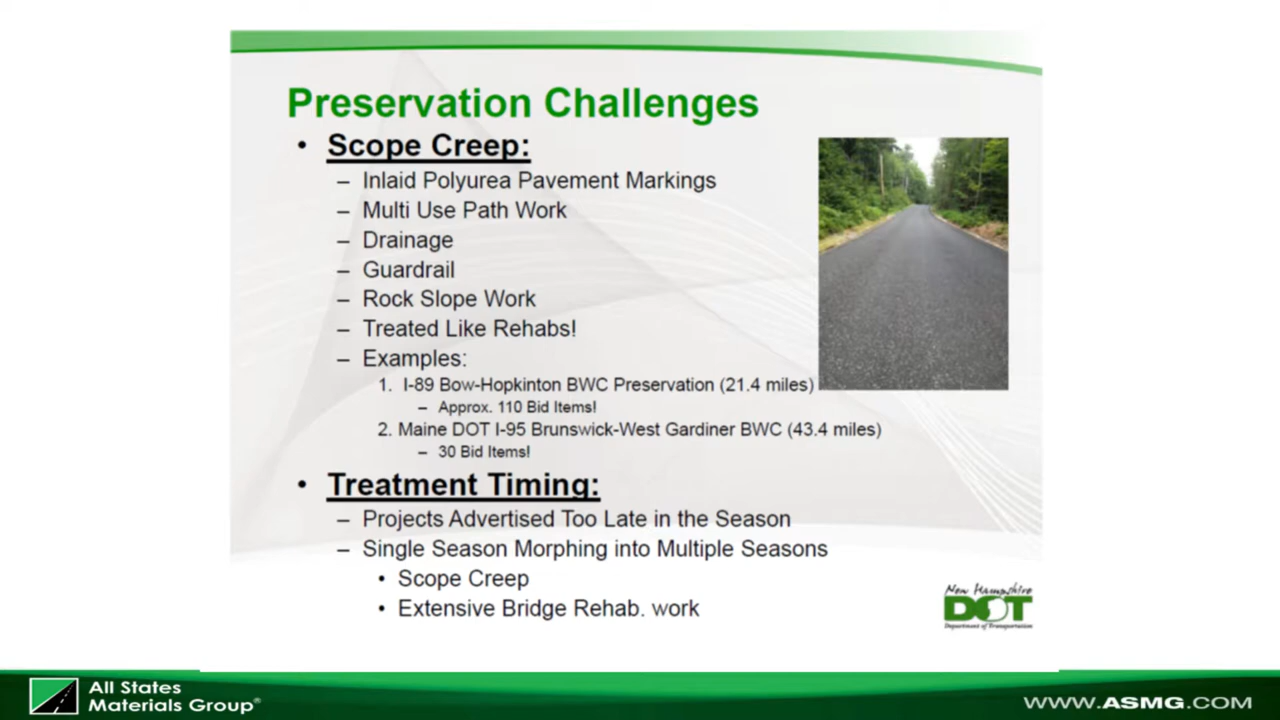 Preservation Challenges
• Scope Creep:
– Inlaid Polyurea Pavement Markings
– Multi Use Path Work
– Drainage
– Guardrail
– Rock Slope Work
– Treated Like Rehabs!
– Examples:
1. I-89 Bow-Hopkinton BWC Preservation (21.4 miles)
– Approx. 110 Bid Items!
2. Maine DOT I-95 Brunswick-West Gardiner BWC (43.4 miles)
– 30 Bid Items!
• Treatment Timing:
– Projects Advertised Too Late in the Season
– Single Season Morphing into Multiple Seasons
• Scope Creep
• Extensive Bridge Rehab. work
New Hampshire
DOT
Department of Transportation
All States
Materials Group®
WWW.ASMG.COM